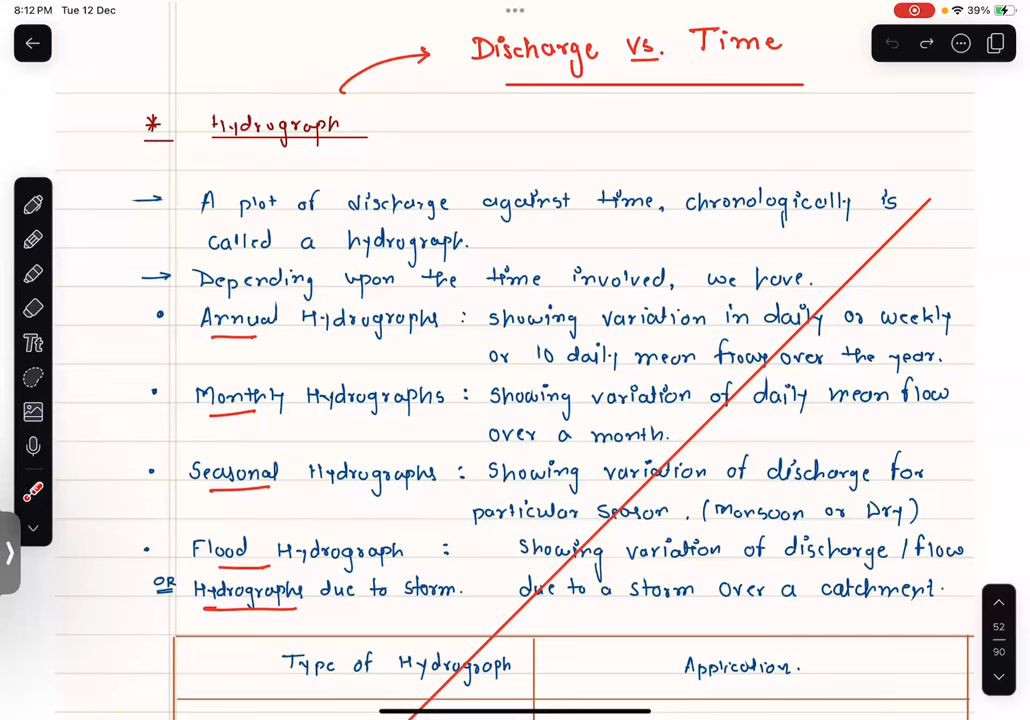 8:12 PM Tue 12 Dec
39%
Discharge vs. Time
* Hydrograph
→ A plot of discharge against time, chronologically is
called a hydrograph.
→ Depending upon the time involved, we have.
• Annual Hydrographs : showing variation in daily or weekly
or 10 daily mean flows over the year.
• Monthly Hydrographs : showing variation of daily mean flow
over a month.
• Seasonal Hydrographs : Showing variation of discharge for
particular season. (Monsoon or Dry)
• Flood Hydrograph : Showing variation of discharge / flow
OR Hydrographs due to storm. due to a storm over a catchment.
Type of Hydrograph Application.
Tt
52
90